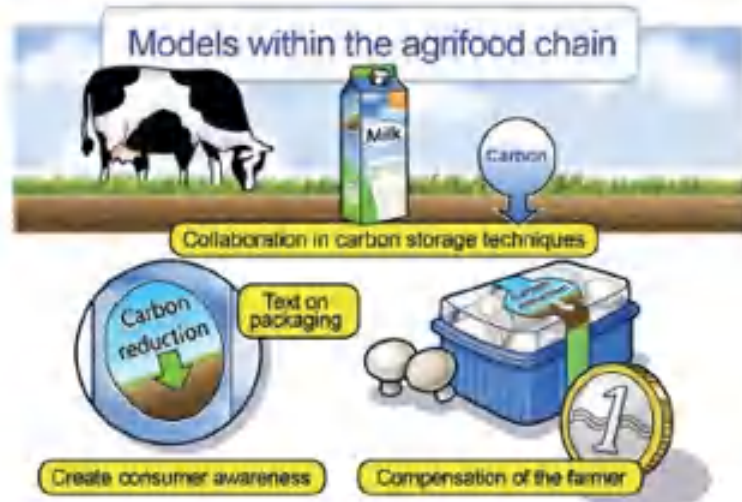 Models within the agrifood chain
Milk
Carbon
Collaboration in carbon storage techniques
Carbon
reduction
Text on
packaging
1
Create consumer awareness
Compensation of the farmer